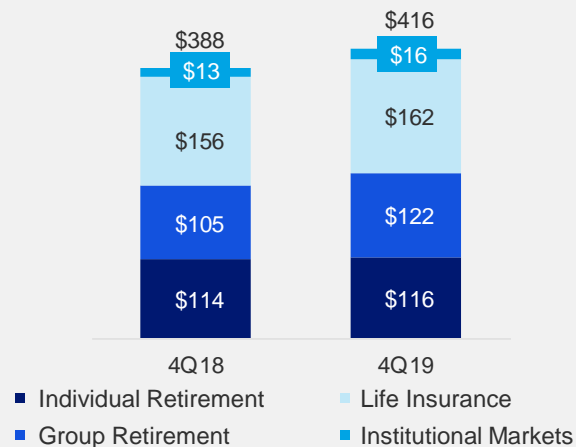 $388
$416
$13
$16
$156
$162
$105
$122
$114
$116
4Q18
4Q19
Individual Retirement
Life Insurance
Group Retirement
Institutional Markets